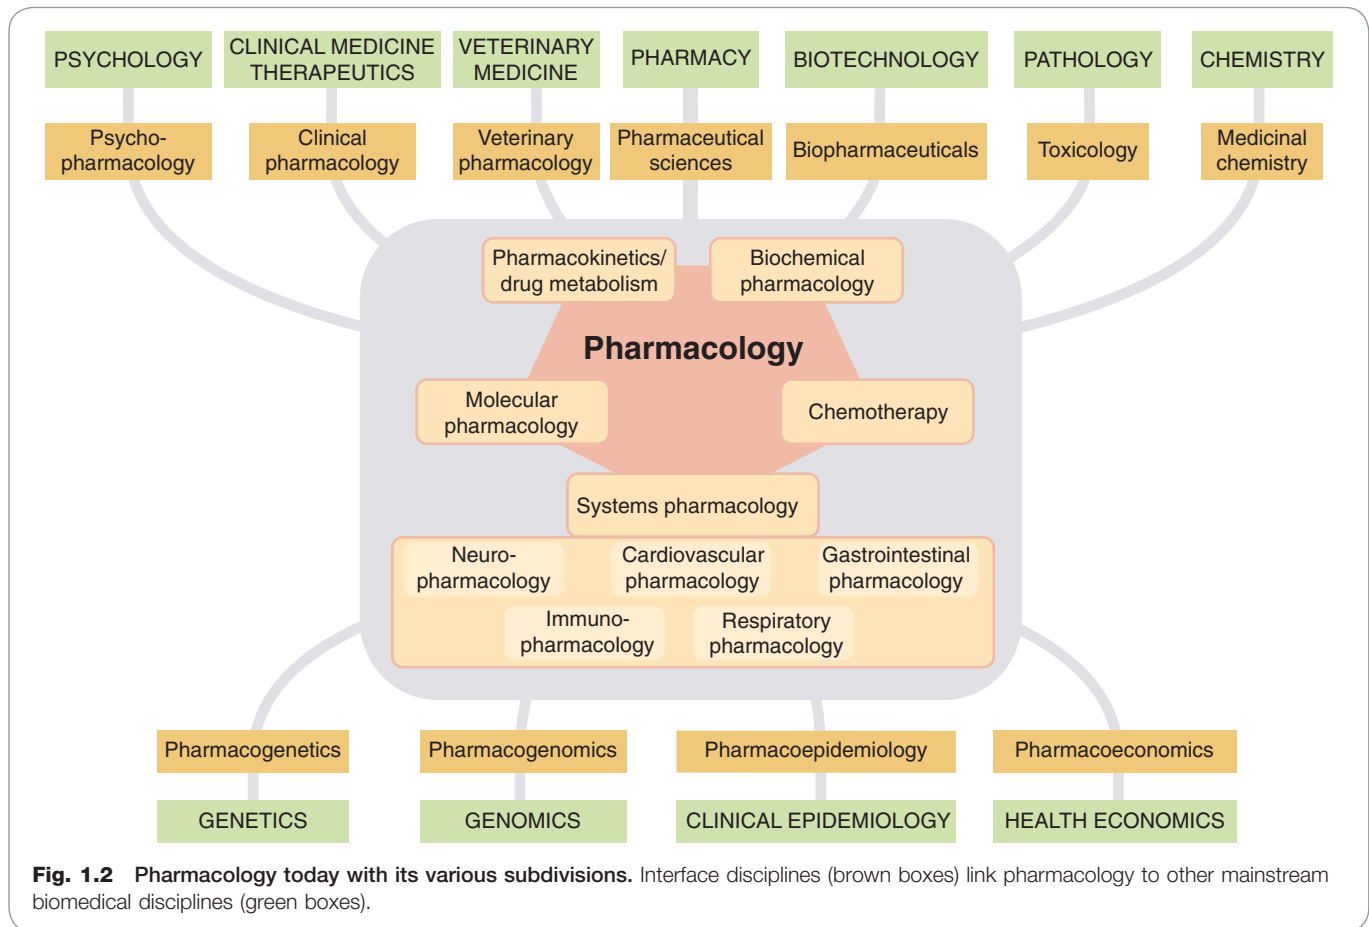 PSYCHOLOGY
CLINICAL MEDICINE
THERAPEUTICS
VETERINARY
MEDICINE
PHARMACY
BIOTECHNOLOGY
PATHOLOGY
CHEMISTRY
Psycho-
pharmacology
Clinical
pharmacology
Veterinary
pharmacology
Pharmaceutical
sciences
Biopharmaceuticals
Toxicology
Medicinal
chemistry
Pharmacokinetics/
drug metabolism
Biochemical
pharmacology
Pharmacology
Molecular
pharmacology
Chemotherapy
Systems pharmacology
Neuro-
pharmacology
Cardiovascular
pharmacology
Gastrointestinal
pharmacology
Immuno-
pharmacology
Respiratory
pharmacology
Pharmacogenetics
Pharmacogenomics
Pharmacoepidemiology
Pharmacoeconomics
GENETICS
GENOMICS
CLINICAL EPIDEMIOLOGY
HEALTH ECONOMICS
Fig. 1.2 Pharmacology today with its various subdivisions. Interface disciplines (brown boxes) link pharmacology to other mainstream
biomedical disciplines (green boxes).